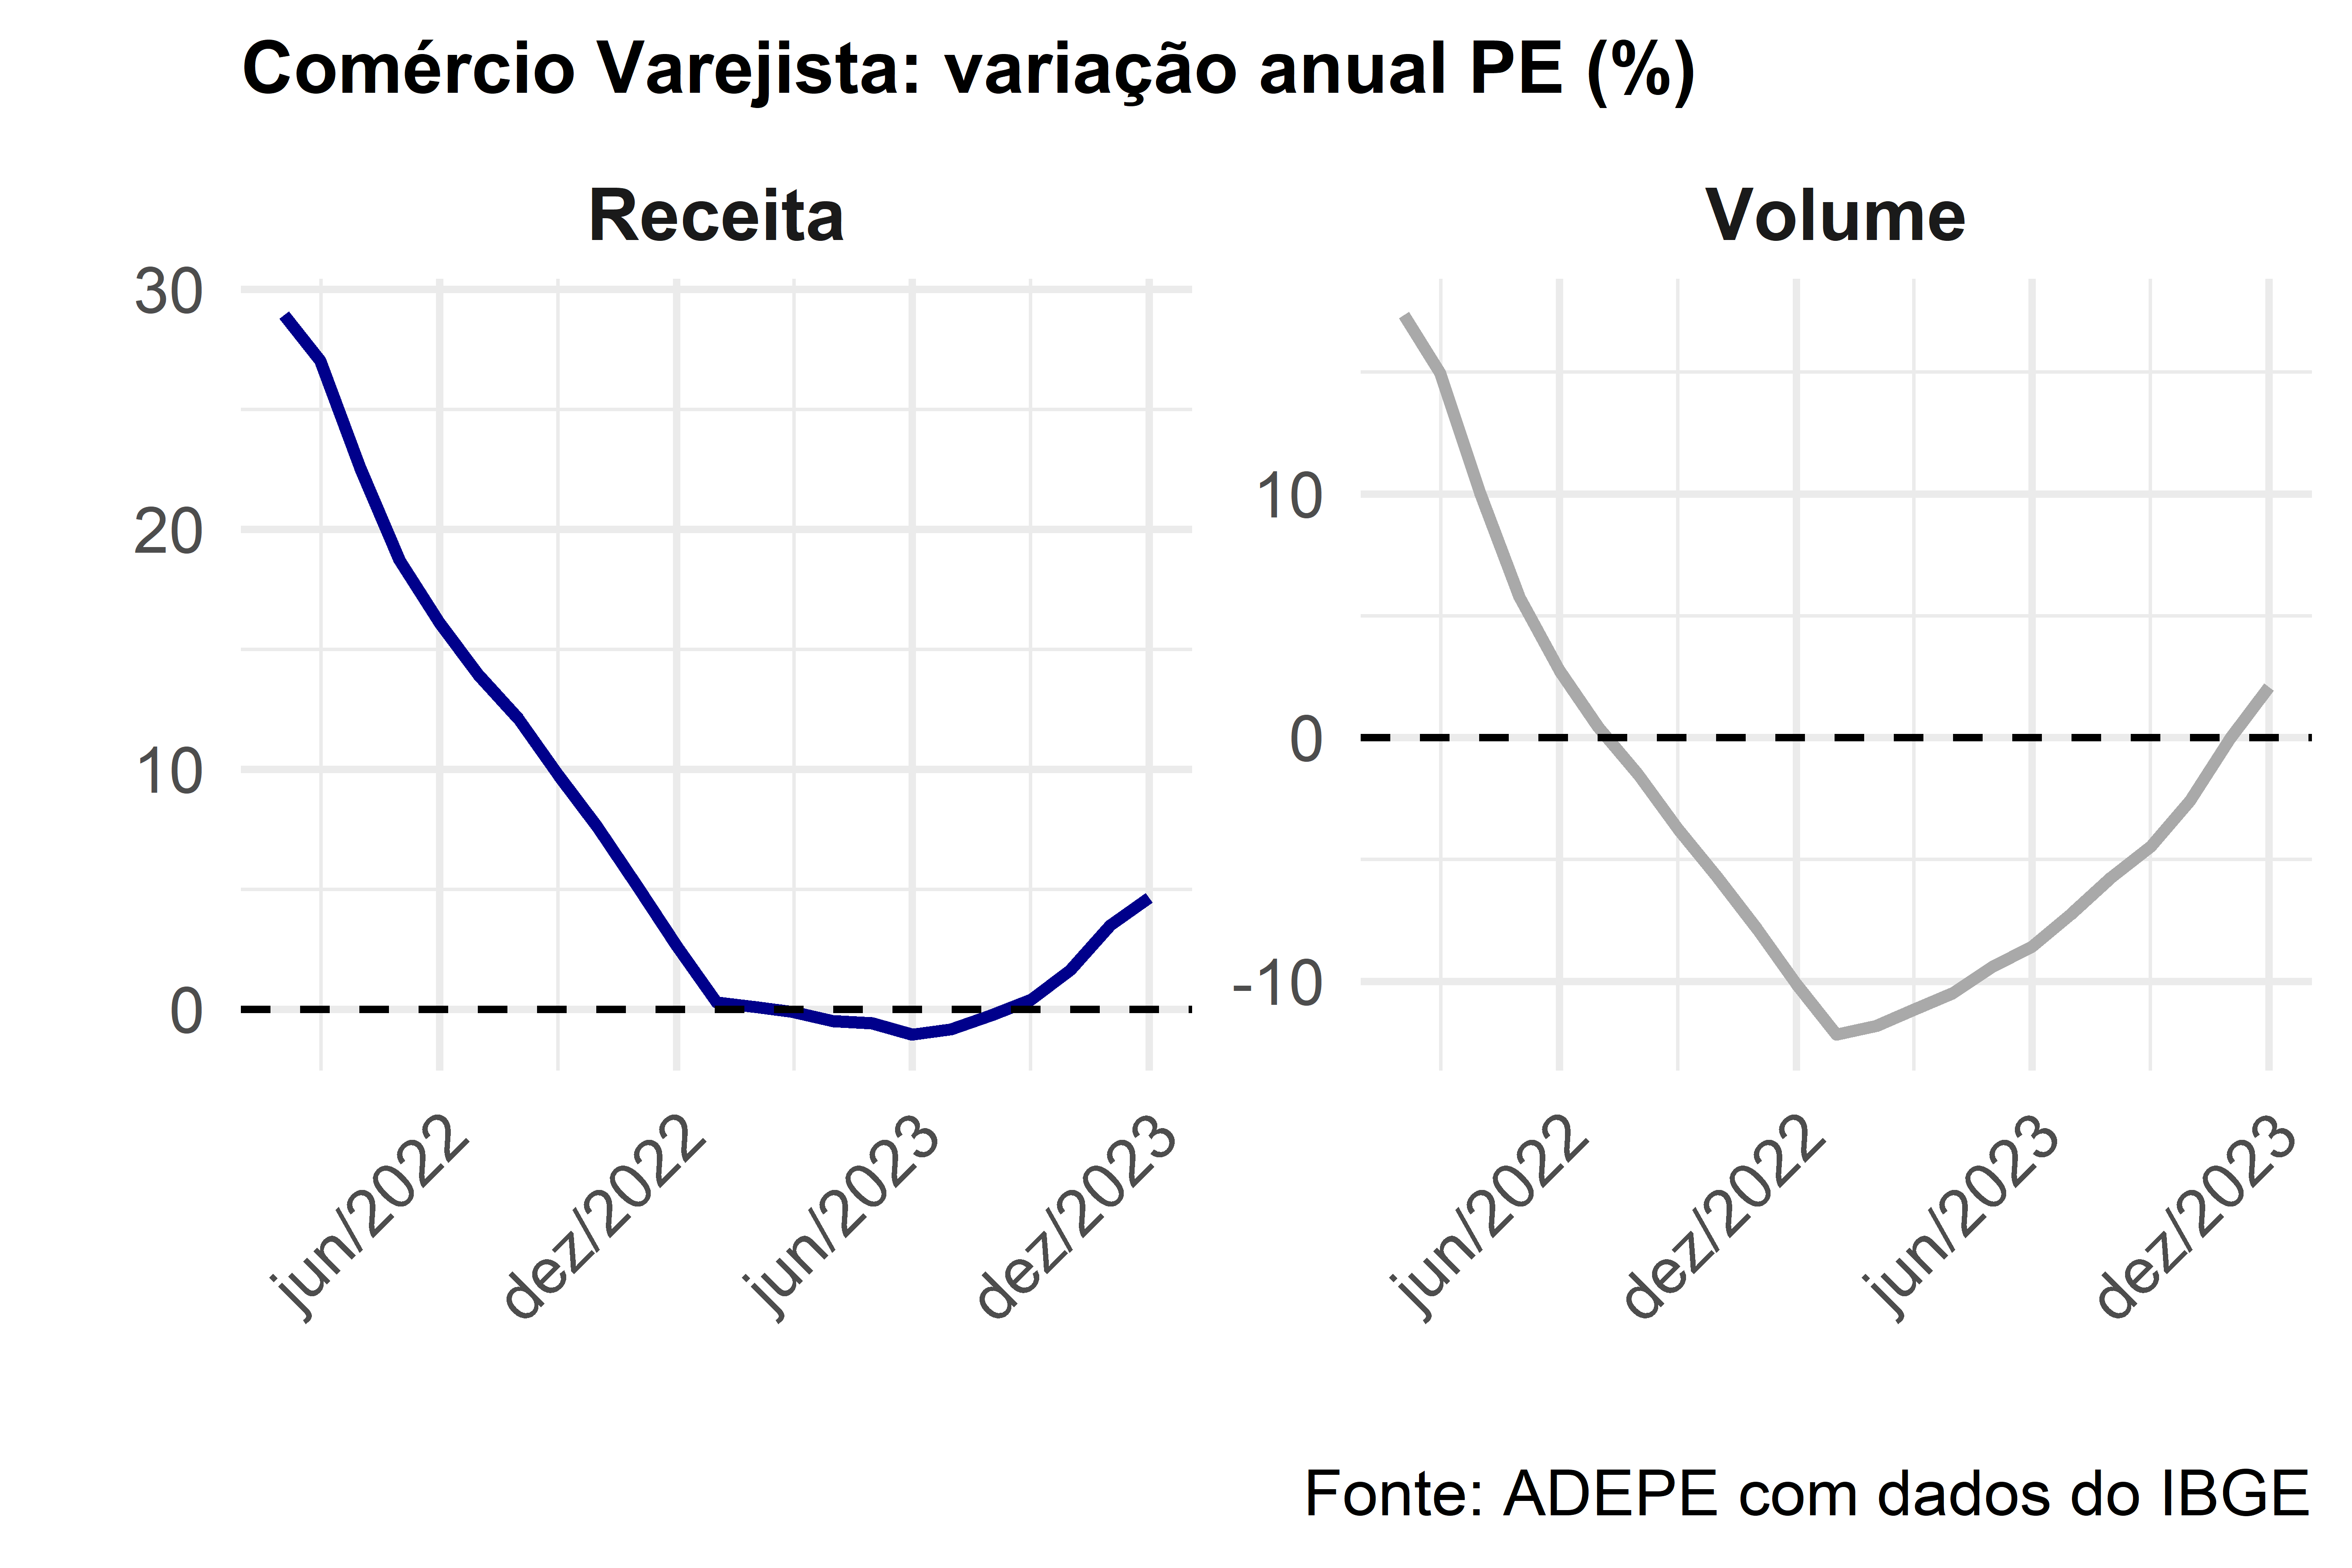 Comércio Varejista: variação anual PE (%)
Receita
Volume
30
20
10
0
10
0
-10
jun/2022
dez/2022
jun/2023
dez/2023
jun/2022
dez/2022
jun/2023
dez/2023
Fonte: ADEPE com dados do IBGE